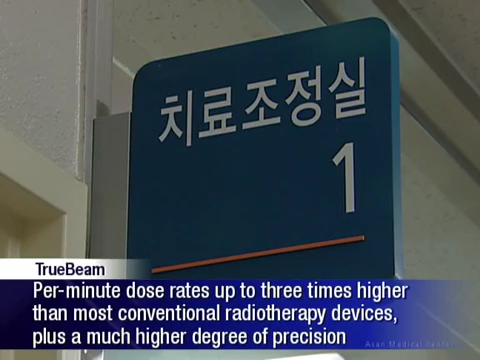 치료조정실
1
TrueBeam
Per-minute dose rates up to three times higher
than most conventional radiotherapy devices,
plus a much higher degree of precision
Asan Medical Center